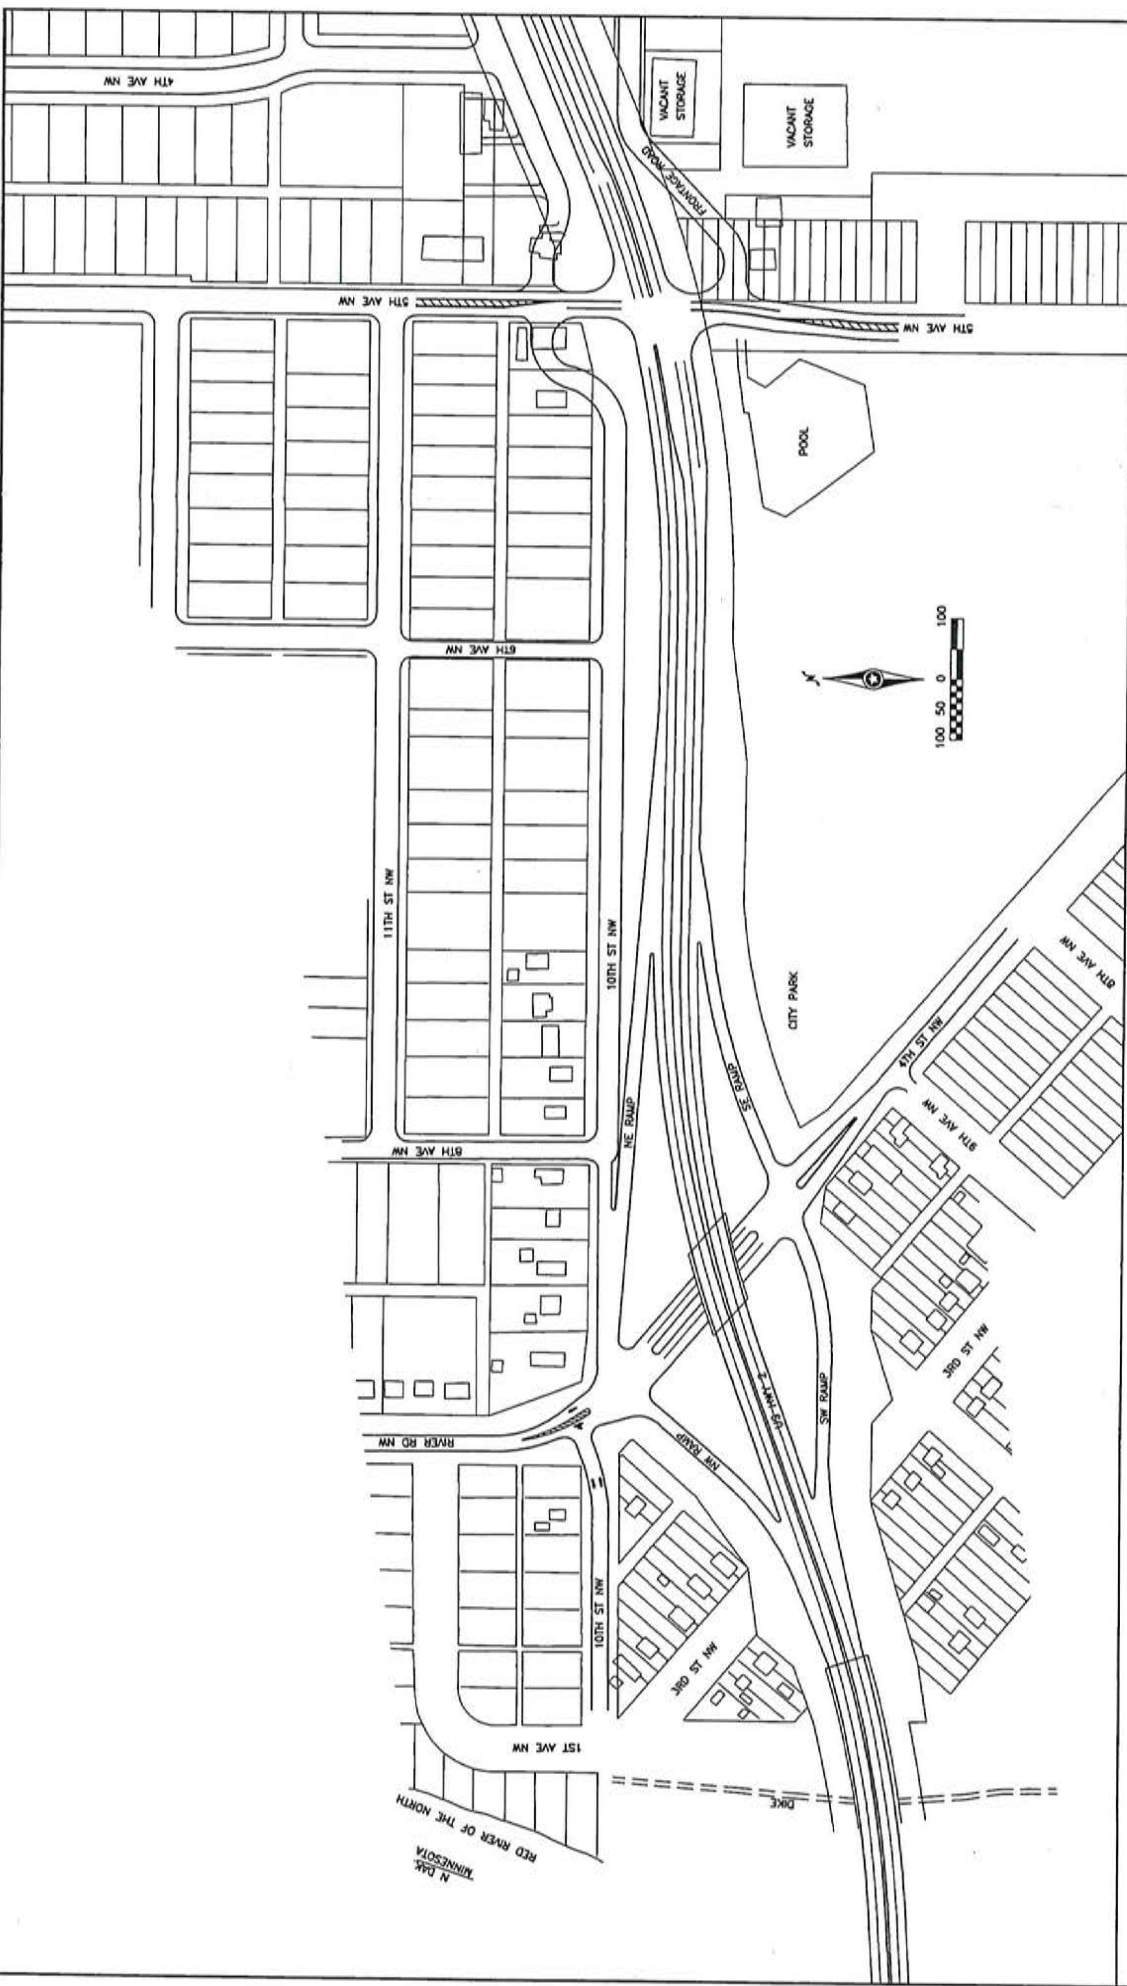 4TH AVE NW
VACANT
STORAGE
VACANT
STORAGE
FRONTAGE ROAD
5TH AVE NW
5TH AVE NW
POOL
6TH AVE NW
N
100 50 0 100
11TH ST NW
10TH ST NW
CITY PARK
8TH AVE NW
4TH ST NW
SE RAMP
NE RAMP
9TH AVE NW
8TH AVE NW
3RD ST NW
US HWY 2
SW RAMP
NW RAMP
RIVER RD NW
10TH ST NW
3RD ST NW
1ST AVE NW
DIKE
RED RIVER OF THE NORTH
N DAK
MINNESOTA